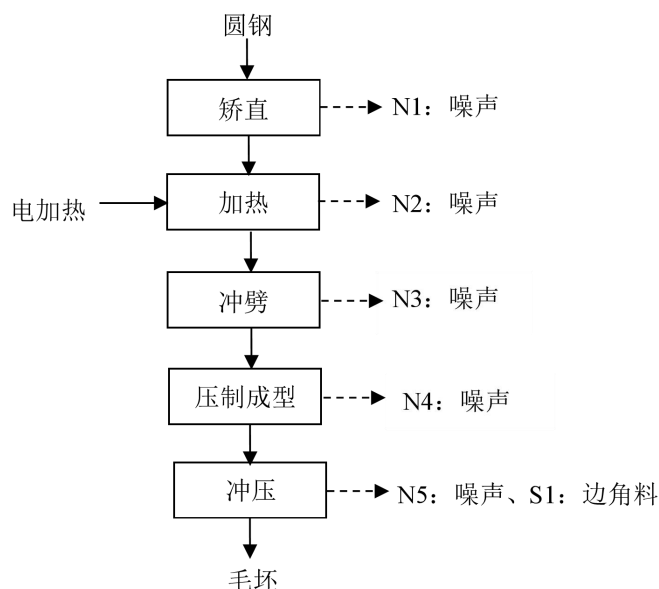 圆钢
矫直
N1：噪声
电加热
加热
N2：噪声
冲劈
N3：噪声
压制成型
N4：噪声
冲压
N5：噪声、S1：边角料
毛坯